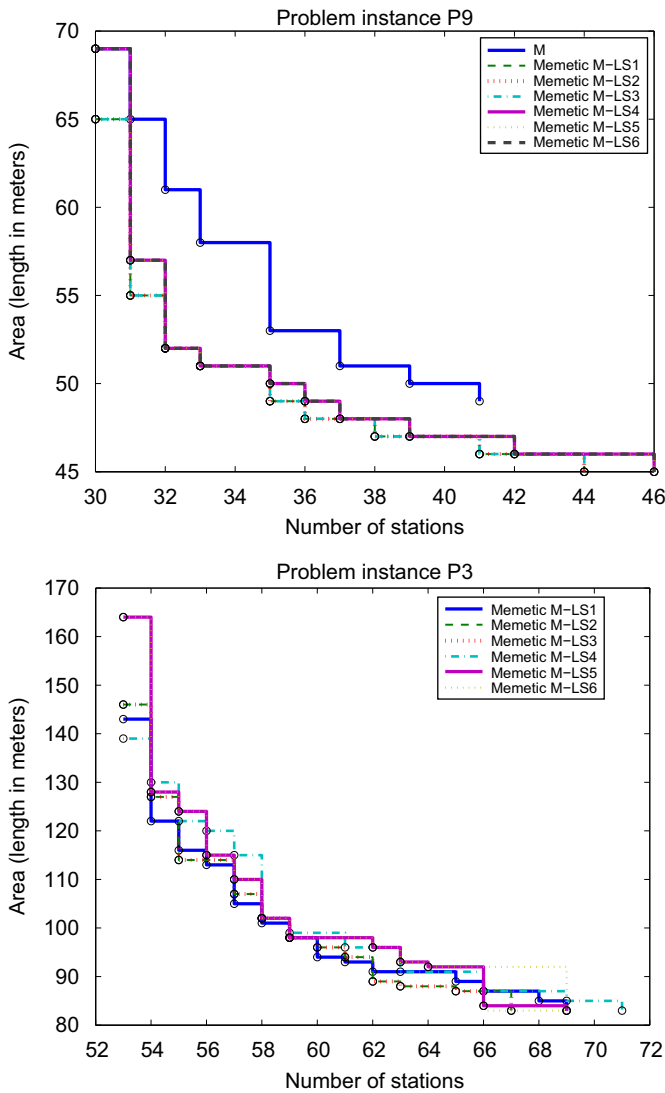 Problem instance P9
70
65
60
55
50
45
Area (length in meters)
M
Memetic M−LS1
Memetic M−LS2
Memetic M−LS3
Memetic M−LS4
Memetic M−LS5
Memetic M−LS6
30 32 34 36 38 40 42 44 46
Number of stations
Problem instance P3
170
160
150
140
130
120
110
100
90
80
Area (length in meters)
Memetic M−LS1
Memetic M−LS2
Memetic M−LS3
Memetic M−LS4
Memetic M−LS5
Memetic M−LS6
52 54 56 58 60 62 64 66 68 70 72
Number of stations